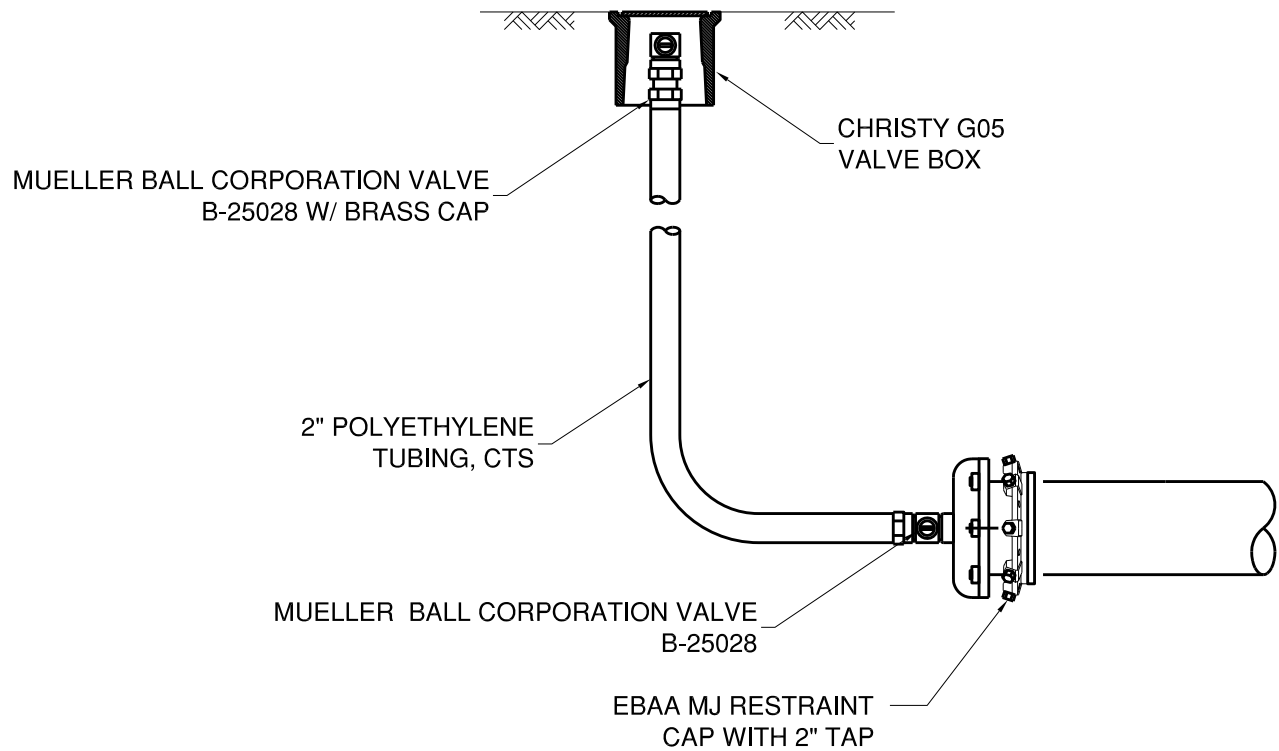 CHRISTY G05
VALVE BOX
MUELLER BALL CORPORATION VALVE
B-25028 W/ BRASS CAP
2" POLYETHYLENE
TUBING, CTS
MUELLER BALL CORPORATION VALVE
B-25028
EBAA MJ RESTRAINT
CAP WITH 2" TAP